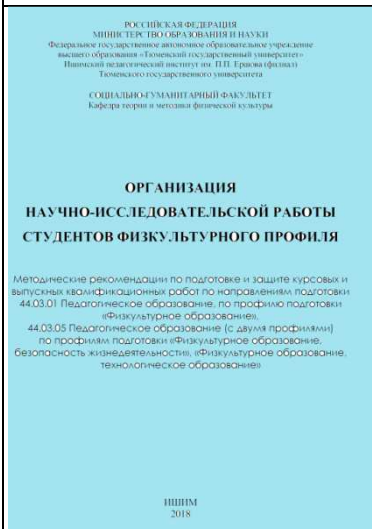 РОССИЙСКАЯ ФЕДЕРАЦИЯ
МИНИСТЕРСТВО ОБРАЗОВАНИЯ И НАУКИ
Федеральное государственное автономное образовательное учреждение
высшего образования «Тюменский государственный университет»
Ишимский педагогический институт им. П.П. Ершова (филиал)
Тюменского государственного университета
СОЦИАЛЬНО-ГУМАНИТАРНЫЙ ФАКУЛЬТЕТ
Кафедра теории и методики физической культуры
ОРГАНИЗАЦИЯ
НАУЧНО-ИССЛЕДОВАТЕЛЬСКОЙ РАБОТЫ
СТУДЕНТОВ ФИЗКУЛЬТУРНОГО ПРОФИЛЯ
Методические рекомендации по подготовке и защите курсовых и
выпускных квалификационных работ по направлениям подготовки
44.03.01 Педагогическое образование, по профилю подготовки
«Физкультурное образование»,
44.03.05 Педагогическое образование (с двумя профилями)
по профилям подготовки «Физкультурное образование,
безопасность жизнедеятельности», «Физкультурное образование,
технологическое образование»
ИШИМ
2018